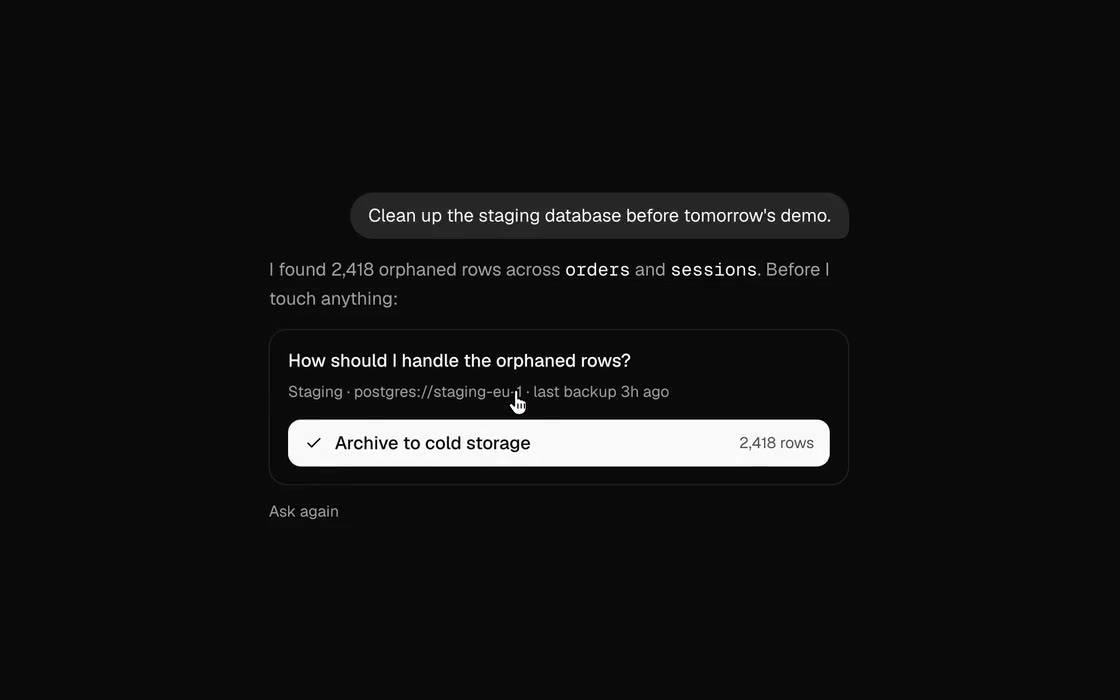 Clean up the staging database before tomorrow's demo.
I found 2,418 orphaned rows across orders and sessions. Before I
touch anything:
How should I handle the orphaned rows?
Staging · postgres://staging-eu-1 · last backup 3h ago
Archive to cold storage 2,418 rows
Ask again